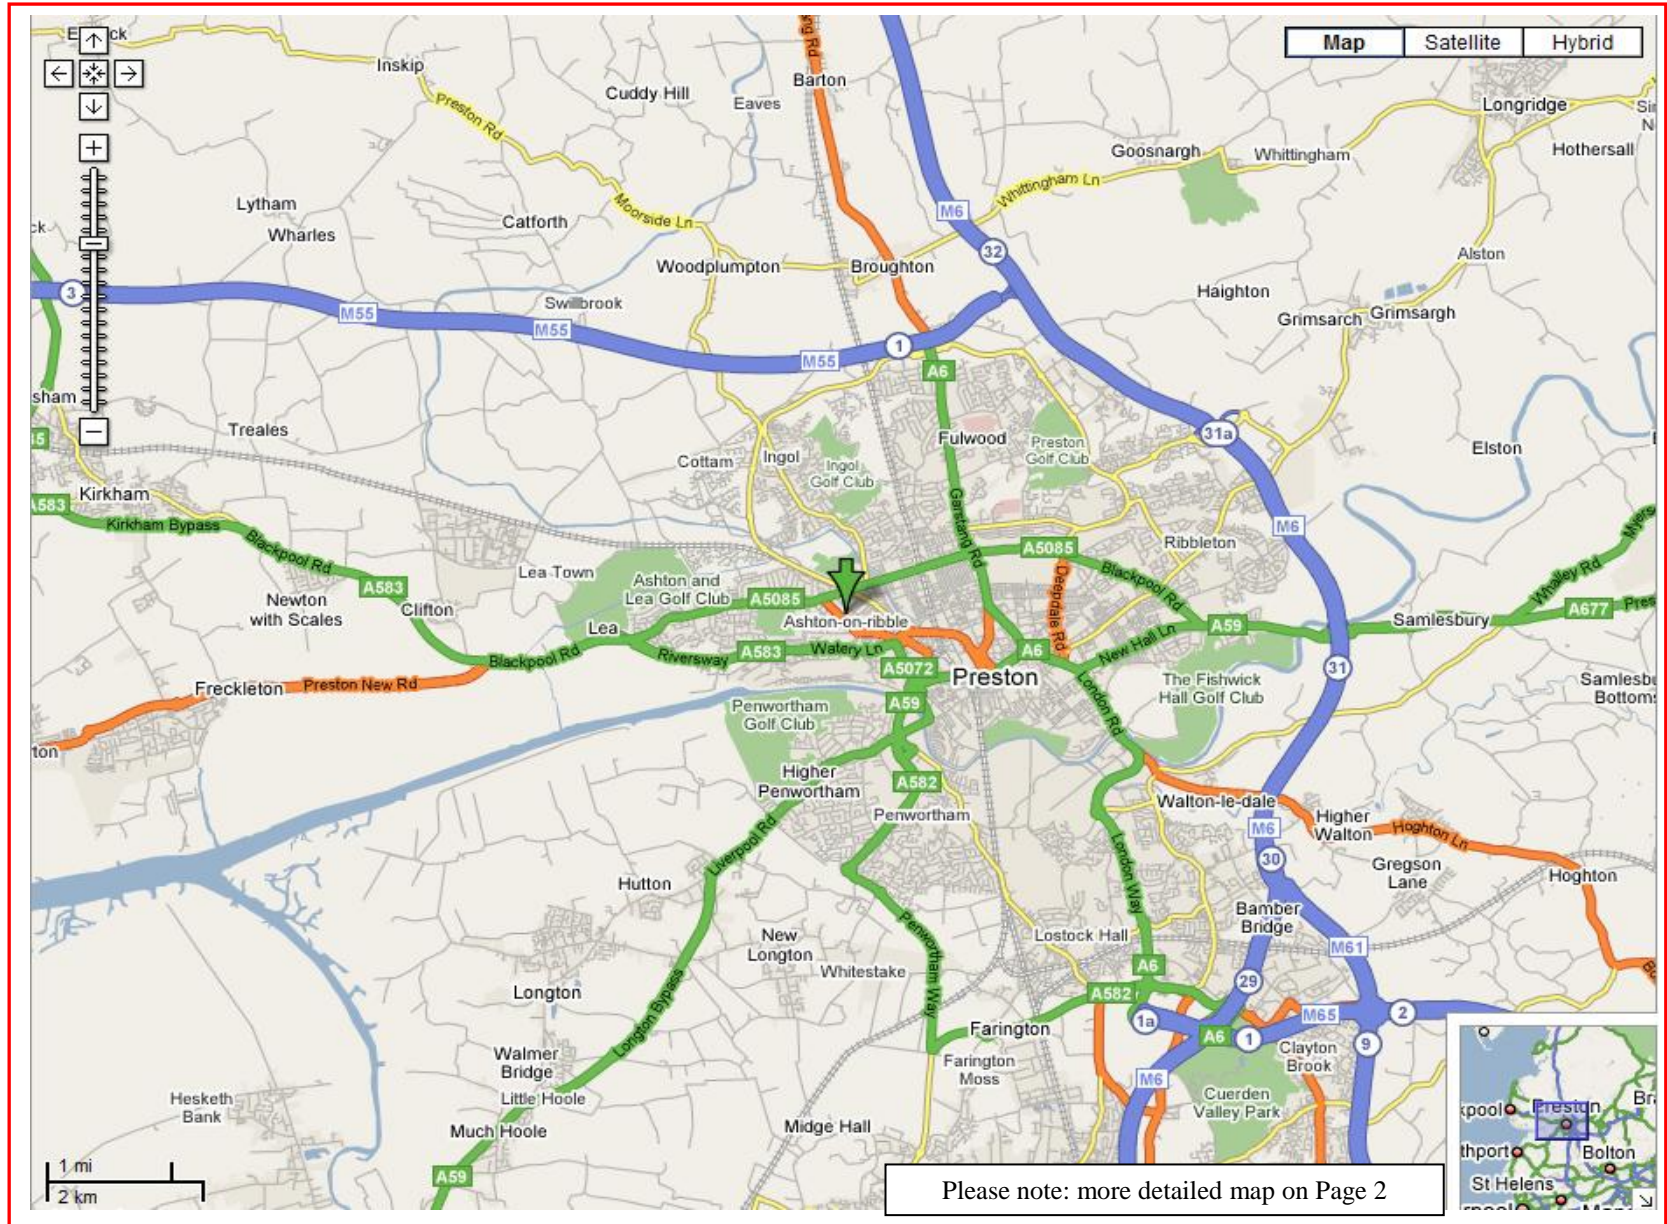 Map
Satellite
Hybrid
Inskip
Cuddy Hill
Eaves
Barton
Longridge
Preston Rd
Goosnargh
Whittingham
Hothersall
Whittingham Ln
Lytham
Wharles
Catforth
Moorside Ln
M6
32
Alston
Woodplumpton
Broughton
Haighton
3
M55
M55
M55
1
Grimsarch
Grimsargh
A6
sham
Treales
Cottam
Ingol
Ingol
Golf Club
Fulwood
Preston
Golf Club
31a
Elston
A583
Kirkham
Kirkham Bypass
Blackpool Rd
Garstang Rd
M6
Ribbleton
A5085
Blackpool Rd
Deepdale Rd
Lea Town
Ashton and
Lea Golf Club
A583
Newton
with Scales
Clifton
Lea
A5085
Ashton-on-ribble
Whalley Rd
Myers
A677
Pres
Samlesbury
A59
New Hall Ln
A6
Blackpool Rd
Riversway
A583
Watery Ln
A5072
Preston
31
Freckleton
Preston New Rd
The Fishwick
Hall Golf Club
London Rd
Samlesbu
Bottoms
Penwortham
Golf Club
A59
ton
Higher
Penwortham
A582
Penwortham
Walton-le-dale
M6
Higher
Walton
Hoghton Ln
30
Gregson
Lane
Hoghton
Liverpool Rd
London Way
Hutton
Bamber
Bridge
New
Longton
Whitestake
Penwortham Way
Lostock Hall
M61
A6
29
Longton
Longton Bypass
A582
1a
A6
1
M65
2
9
Farington
Farington
Moss
Clayton
Brook
Walmer
Bridge
Little Hoole
M6
Cuerden
Valley Park
Hesketh
Bank
Much Hoole
Midge Hall
A59
1 mi
2 km
Please note: more detailed map on Page 2
kpool
Preston
thport
Bolton
St Helens